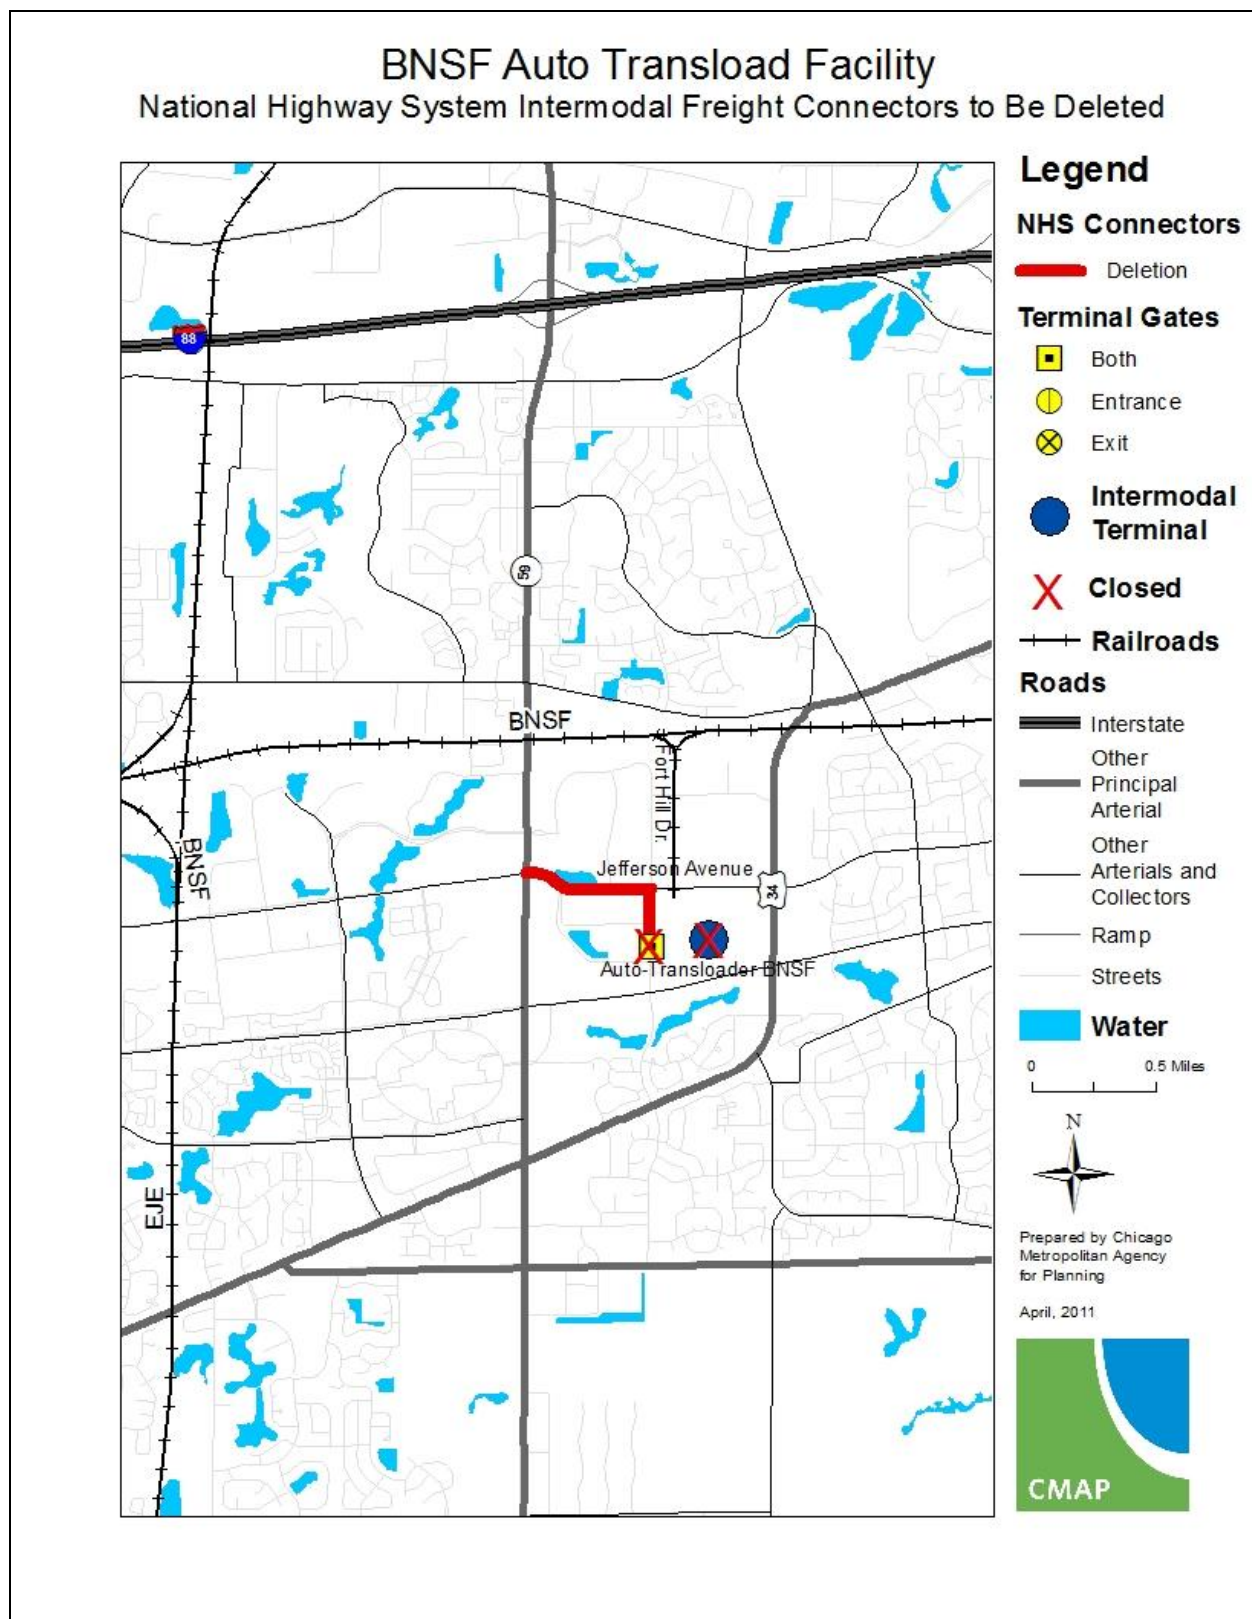 BNSF Auto Transload Facility
National Highway System Intermodal Freight Connectors to Be Deleted
88
59
BNSF
Fort Hill Dr.
BNSF
Jefferson Avenue
34
Auto-Transloader BNSF
EJE
Legend
NHS Connectors
Deletion
Terminal Gates
Both
Entrance
Exit
Intermodal
Terminal
X Closed
Railroads
Roads
Interstate
Other
Principal
Arterial
Other
Arterials and
Collectors
Ramp
Streets
Water
0 0.5 Miles
N
Prepared by Chicago
Metropolitan Agency
for Planning
April, 2011
CMAP